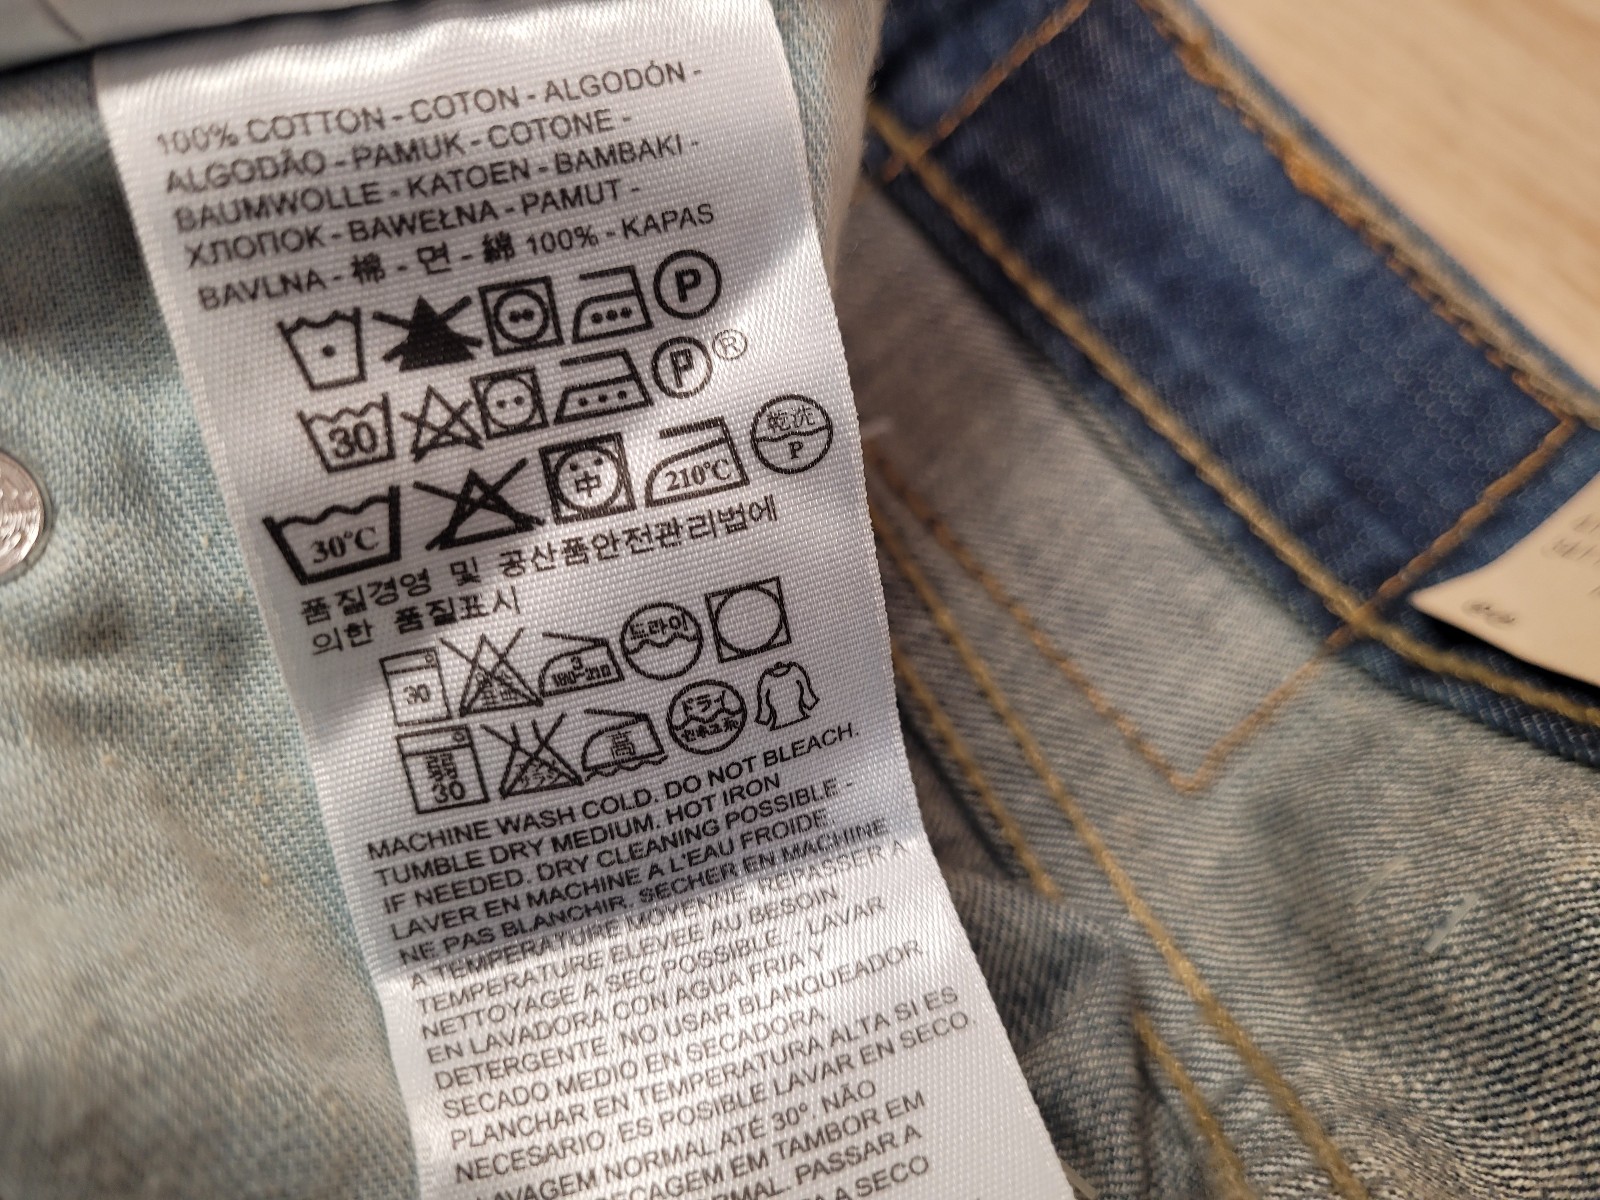 100% COTTON - COTON - ALGODÓN -
ALGODÃO - PAMUK - COTONE -
BAUMWOLLE - KATOEN - BAMBAKI -
ХЛОПОК - BAWEŁNA - PAMUT -
BAVLNA - 棉 - 면 - 綿 100% - KAPAS
P
30 P ®
30°C 中 210°C 乾洗 P
품질경영 및 공산품안전관리법에
의한 품질표시
30 3 180~210 드라이
弱 30 高 ドライ
MACHINE WASH COLD. DO NOT BLEACH.
TUMBLE DRY MEDIUM. HOT IRON
IF NEEDED. DRY CLEANING POSSIBLE -
LAVER EN MACHINE A L'EAU FROIDE.
NE PAS BLANCHIR. SECHER EN MACHINE
A TEMPERATURE MOYENNE. REPASSER A
TEMPERATURE ELEVEE AU BESOIN.
NETTOYAGE A SEC POSSIBLE. - LAVAR
EN LAVADORA CON AGUA FRIA Y
DETERGENTE. NO USAR BLANQUEADOR
SECADO MEDIO EN SECADORA.
PLANCHAR EN TEMPERATURA ALTA SI ES
NECESARIO. ES POSIBLE LAVAR EN SECO.
LAVAGEM NORMAL ATÉ 30°. NÃO
SECAGEM EM TAMBOR EM
NORMAL. PASSAR A
A SECO